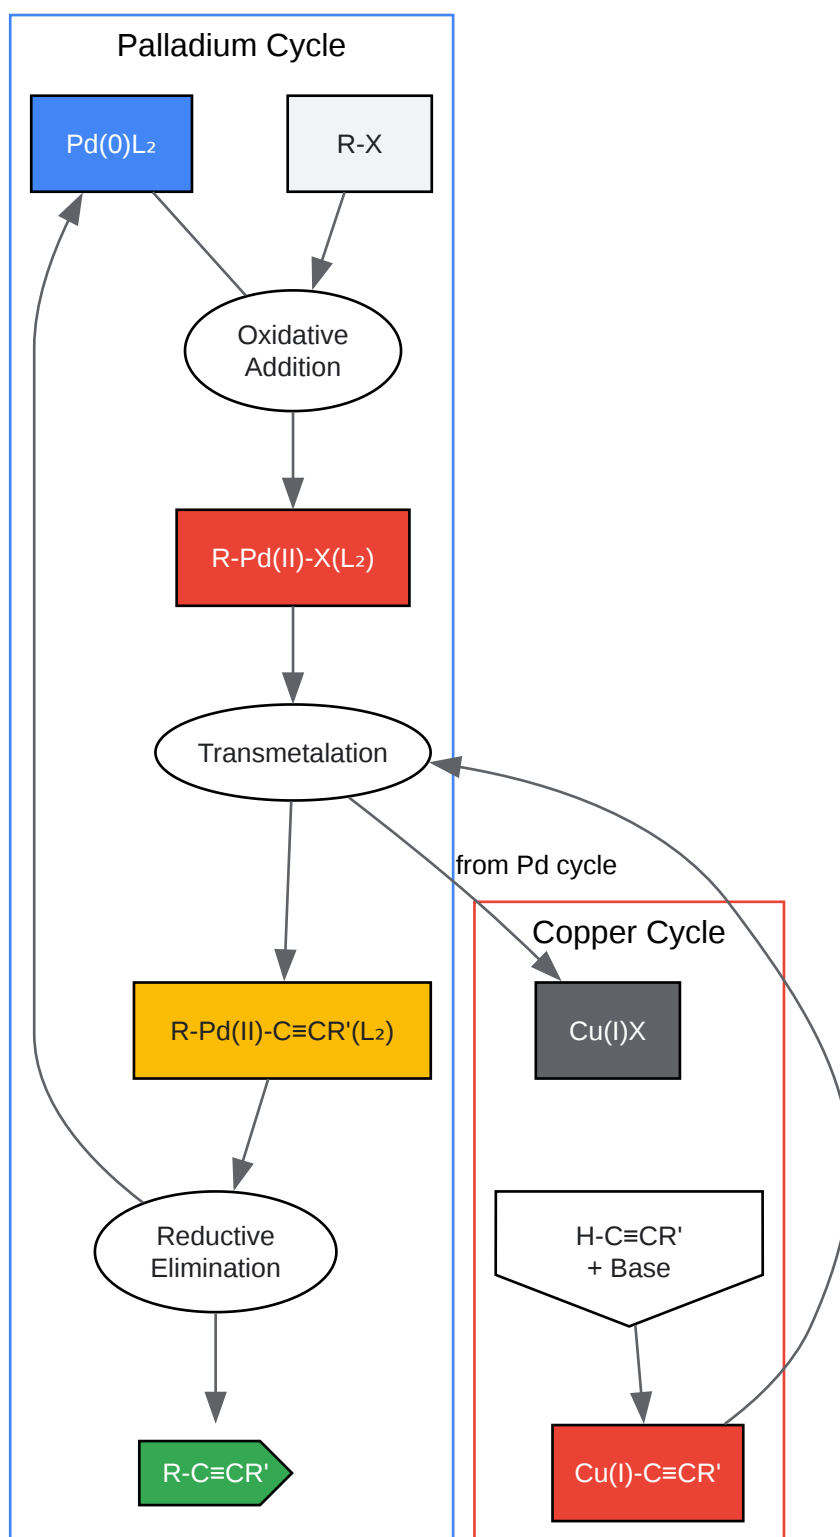 Palladium Cycle
Pd(0)L₂
R-X
Oxidative
Addition
R-Pd(II)-X(L₂)
Transmetalation
from Pd cycle
Copper Cycle
R-Pd(II)-C≡CR'(L₂)
Cu(I)X
Reductive
Elimination
H-C≡CR'
+ Base
R-C≡CR'
Cu(I)-C≡CR'